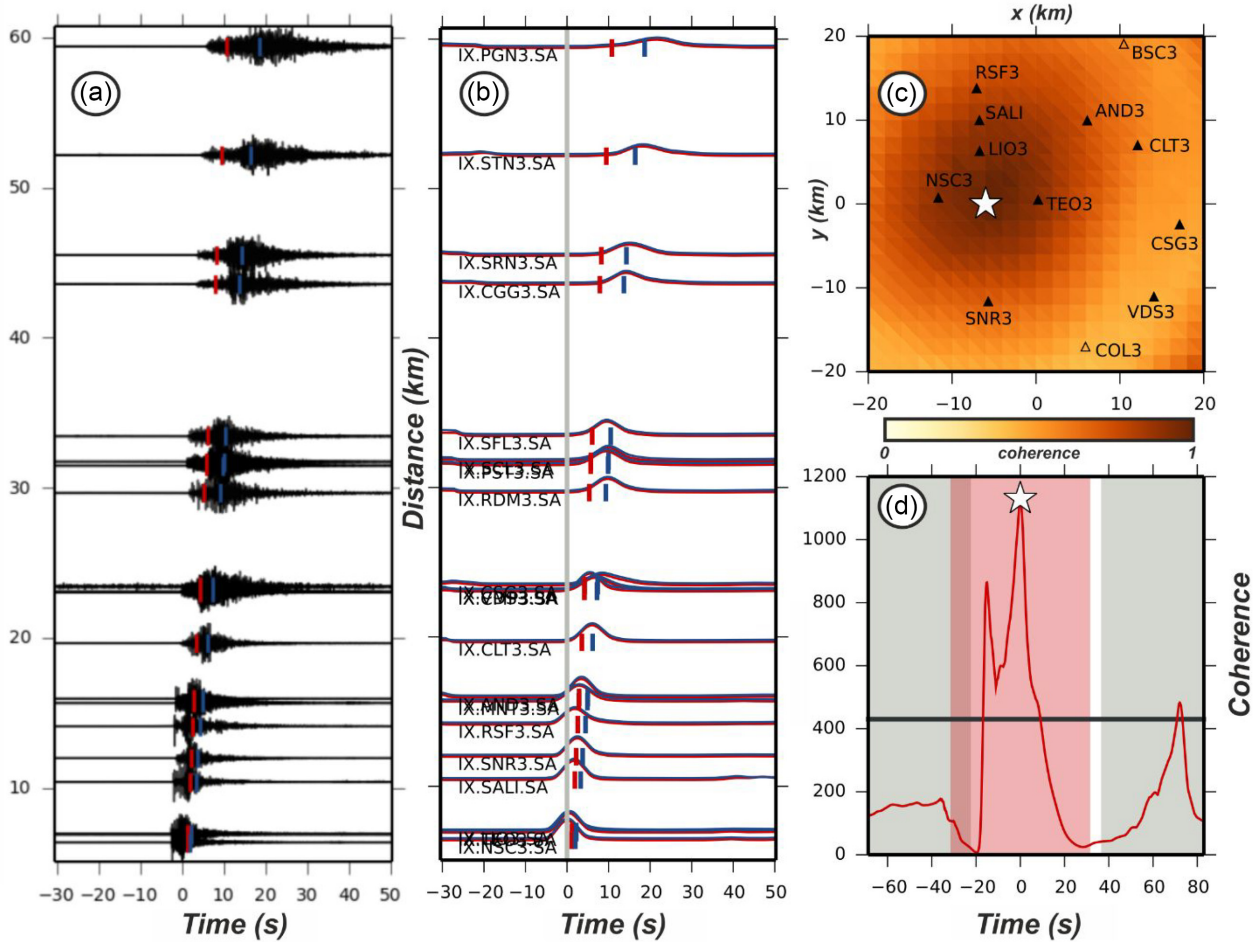 (a)
60
50
40
30
20
10
−30 −20 −10 0 10 20 30 40 50
Time (s)
(b)
IX.PGN3.SA
IX.STN3.SA
IX.SRN3.SA
IX.CGG3.SA
IX.SFL3.SA
IX.RDM3.SA
IX.CLT3.SA
IX.RSF3.SA
IX.SNR3.SA
IX.SALI.SA
IX.NSC3.SA
Distance (km)
−30 −20 −10 0 10 20 30 40 50
Time (s)
x (km)
(c)
20
10
0
−10
−20
y (km)
BSC3
RSF3
SALI
AND3
LIO3
CLT3
NSC3
TEO3
CSG3
SNR3
VDS3
COL3
−20 −10 0 10 20
0 coherence 1
(d)
1200
1000
800
600
400
200
0
Coherence
−60 −40 −20 0 20 40 60 80
Time (s)